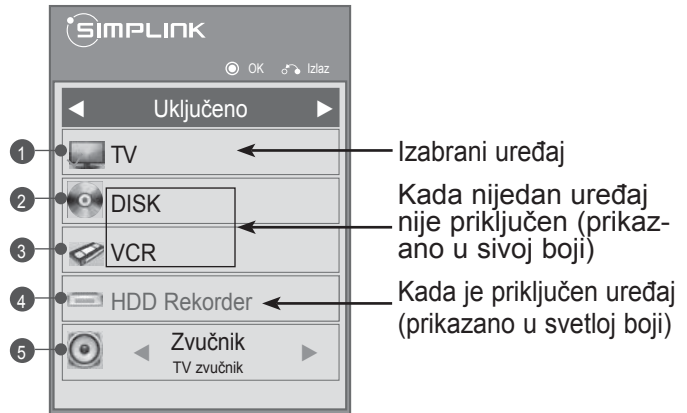 SIMPLINK
OK Izlaz
Uključeno
1 TV
Izabrani uređaj
2 DISK
3 VCR
Kada nijedan uređaj
nije priključen (prikaz-
ano u sivoj boji)
4 HDD Rekorder
Kada je priključen uređaj
(prikazano u svetloj boji)
5 Zvučnik
TV zvučnik